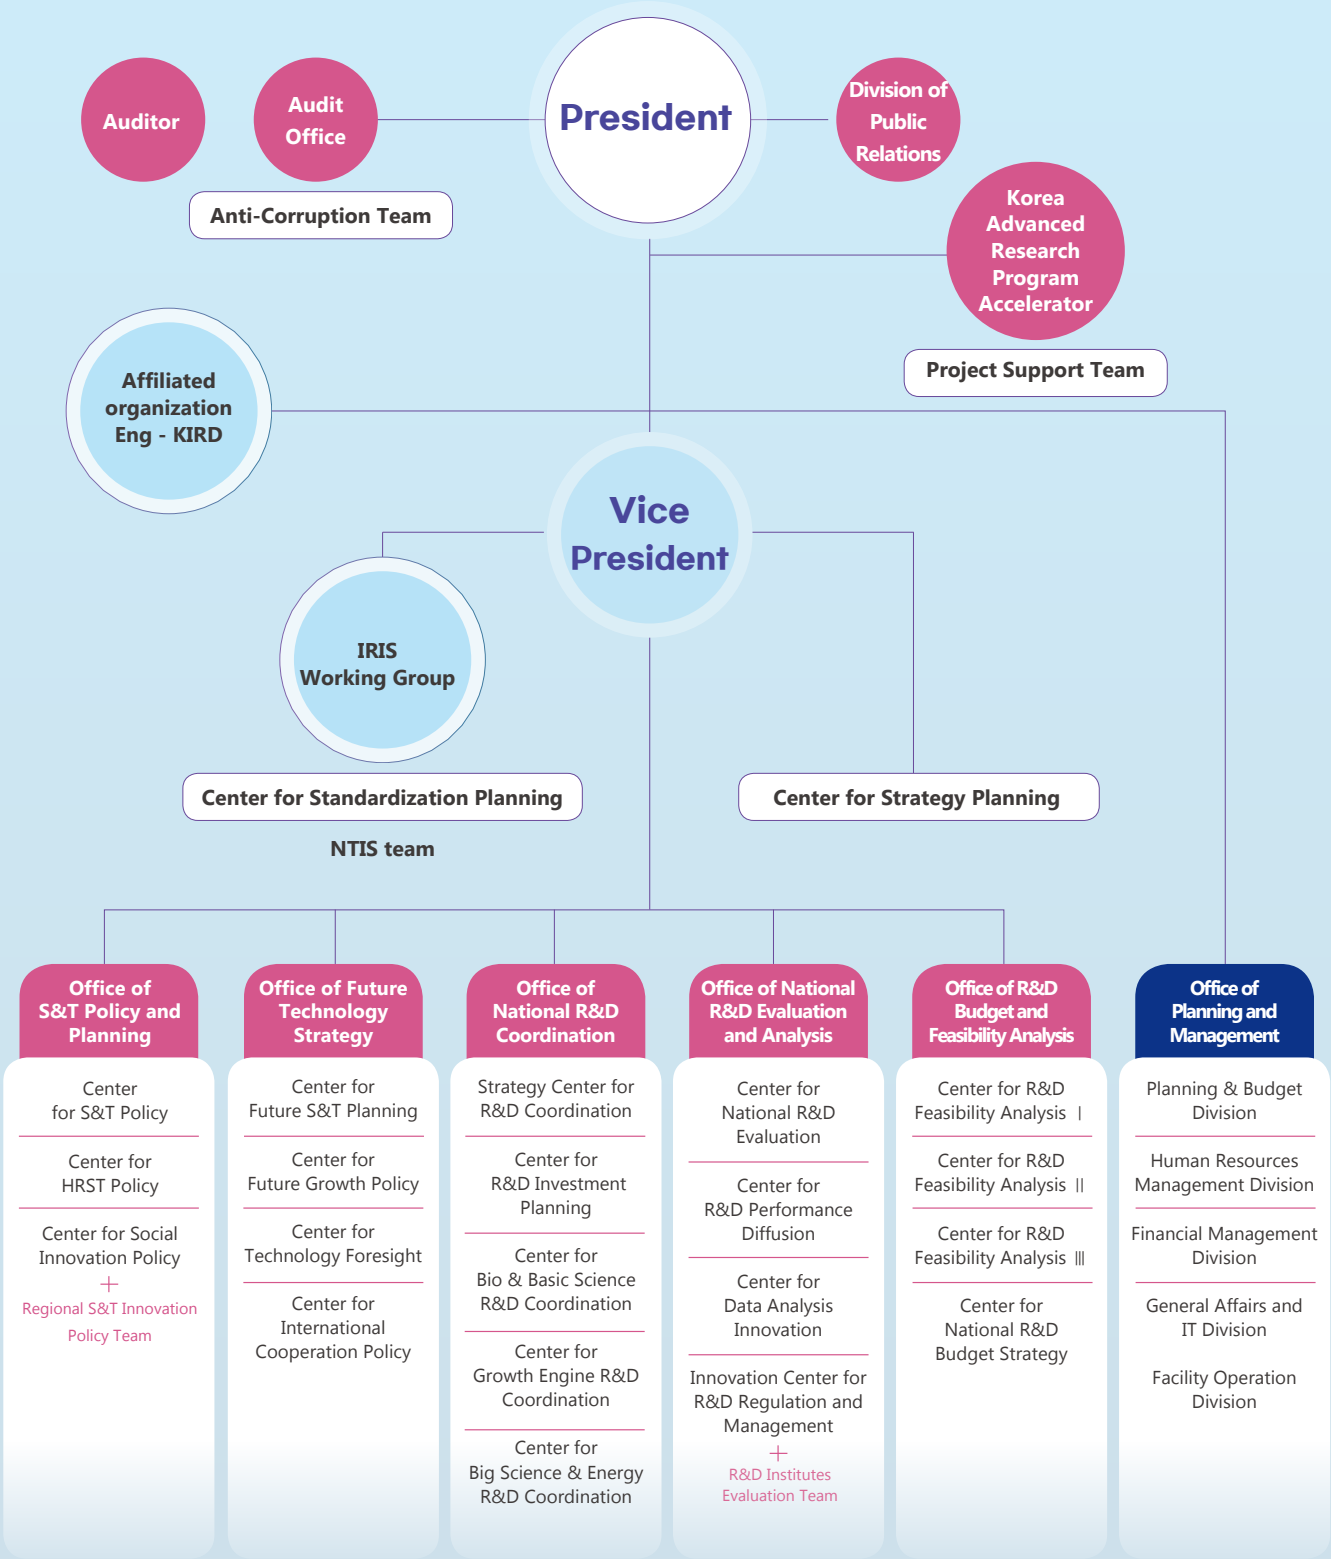 Auditor
Audit
Office
President
Division of
Public
Relations
Anti-Corruption Team
Korea
Advanced
Research
Program
Accelerator
Project Support Team
Affiliated
organization
Eng - KIRD
Vice
President
IRIS
Working Group
Center for Standardization Planning
NTIS team
Center for Strategy Planning
Office of
S&T Policy and
Planning
Center
for S&T Policy
Center for
HRST Policy
Center for Social
Innovation Policy
+
Regional S&T Innovation
Policy Team
Office of Future
Technology
Strategy
Center for
Future S&T Planning
Center for
Future Growth Policy
Center for
Technology Foresight
Center for
International
Cooperation Policy
Office of
National R&D
Coordination
Strategy Center for
R&D Coordination
Center for
R&D Investment
Planning
Center for
Bio & Basic Science
R&D Coordination
Center for
Growth Engine R&D
Coordination
Center for
Big Science & Energy
R&D Coordination
Office of National
R&D Evaluation
and Analysis
Center for
National R&D
Evaluation
Center for
R&D Performance
Diffusion
Center for
Data Analysis
Innovation
Innovation Center for
R&D Regulation and
Management
+
R&D Institutes
Evaluation Team
Office of R&D
Budget and
Feasibility Analysis
Center for R&D
Feasibility Analysis Ⅰ
Center for R&D
Feasibility Analysis Ⅱ
Center for R&D
Feasibility Analysis Ⅲ
Center for
National R&D
Budget Strategy
Office of
Planning and
Management
Planning & Budget
Division
Human Resources
Management Division
Financial Management
Division
General Affairs and
IT Division
Facility Operation
Division